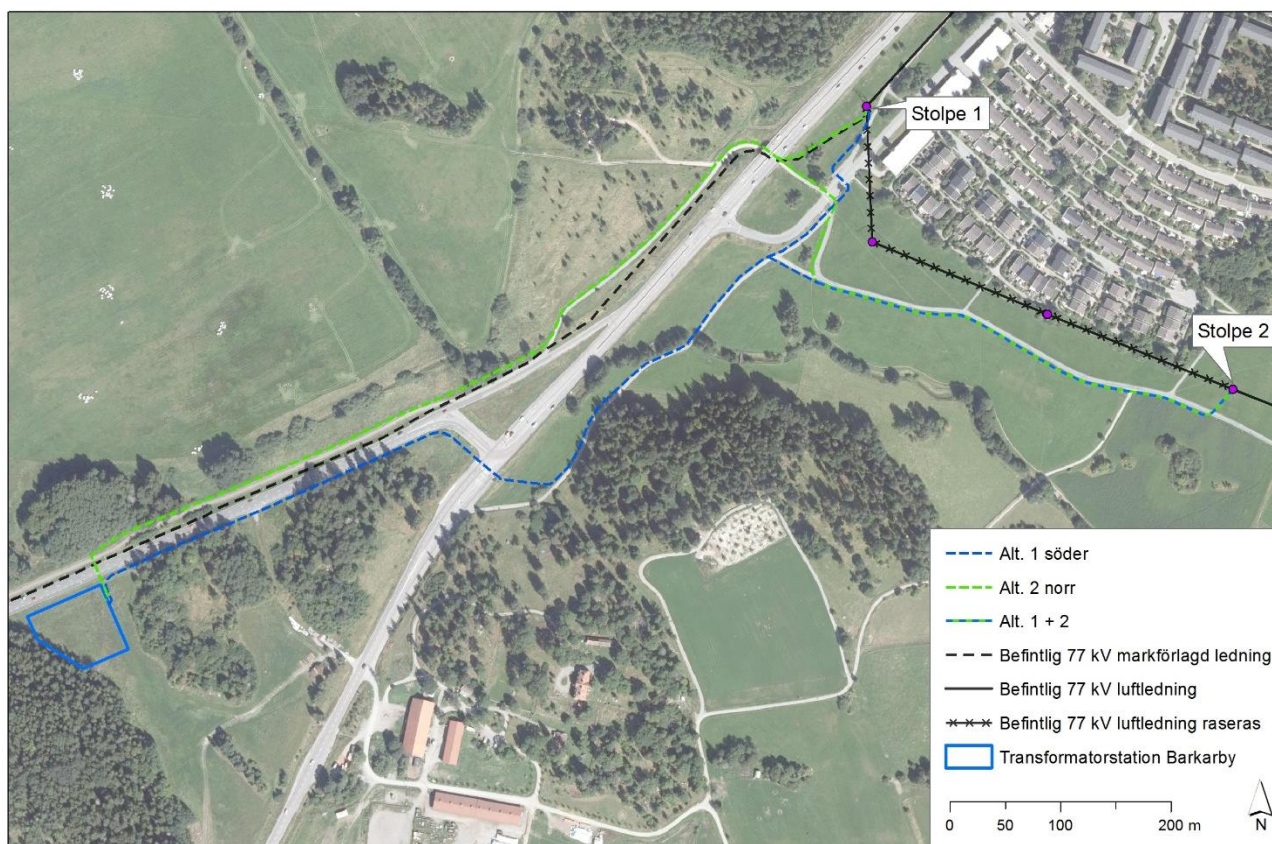 Stolpe 1
Stolpe 2
Alt. 1 söder
Alt. 2 norr
Alt. 1 + 2
Befintlig 77 kV markförlagd ledning
Befintlig 77 kV luftledning
Befintlig 77 kV luftledning raseras
Transformatorstation Barkarby
0 50 100 200 m
N